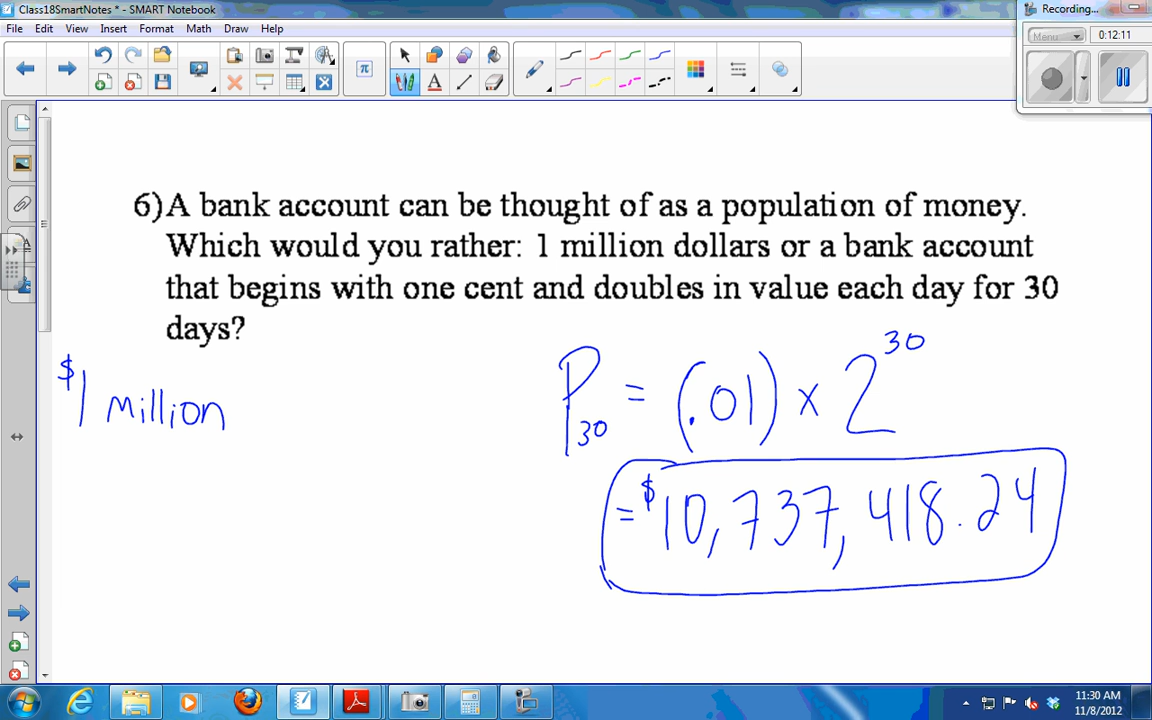 Class18SmartNotes * - SMART Notebook
Recording...
File Edit View Insert Format Math Draw Help
Menu
0:12:11
π
A
6)A bank account can be thought of as a population of money.
Which would you rather: 1 million dollars or a bank account
that begins with one cent and doubles in value each day for 30
days?
$1 Million
P30 = (.01) x 2^30
= $10,737,418.24
11:30 AM
11/8/2012